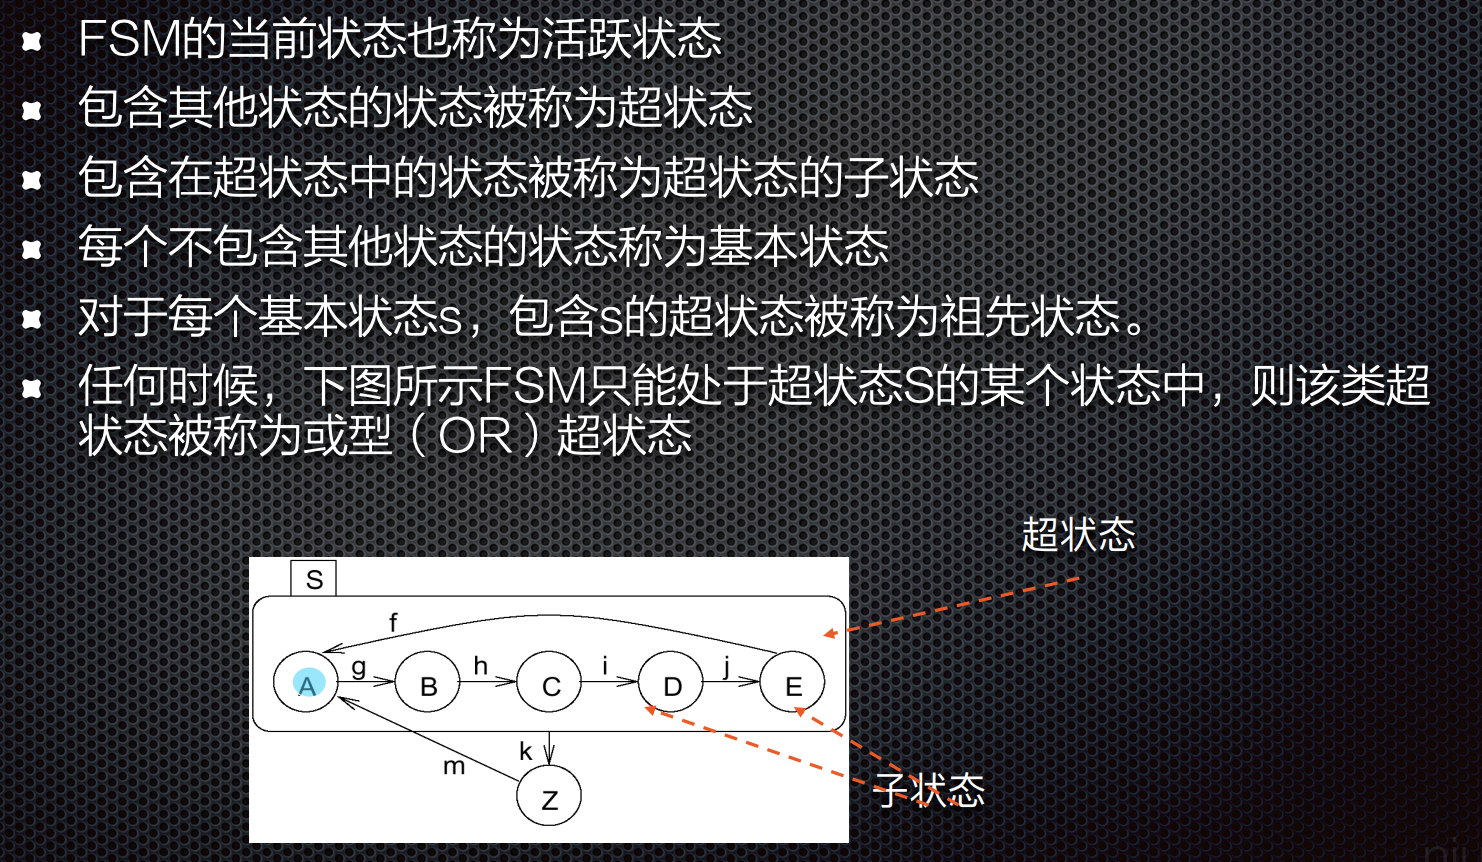 FSM的当前状态也称为活跃状态
包含其他状态的状态被称为超状态
包含在超状态中的状态被称为超状态的子状态
每个不包含其他状态的状态称为基本状态
对于每个基本状态s，包含s的超状态被称为祖先状态。
任何时候，下图所示FSM只能处于超状态S的某个状态中，则该类超
状态被称为或型（OR）超状态
超状态
S
f
g h i j
A B C D E
k
m
子状态
Z